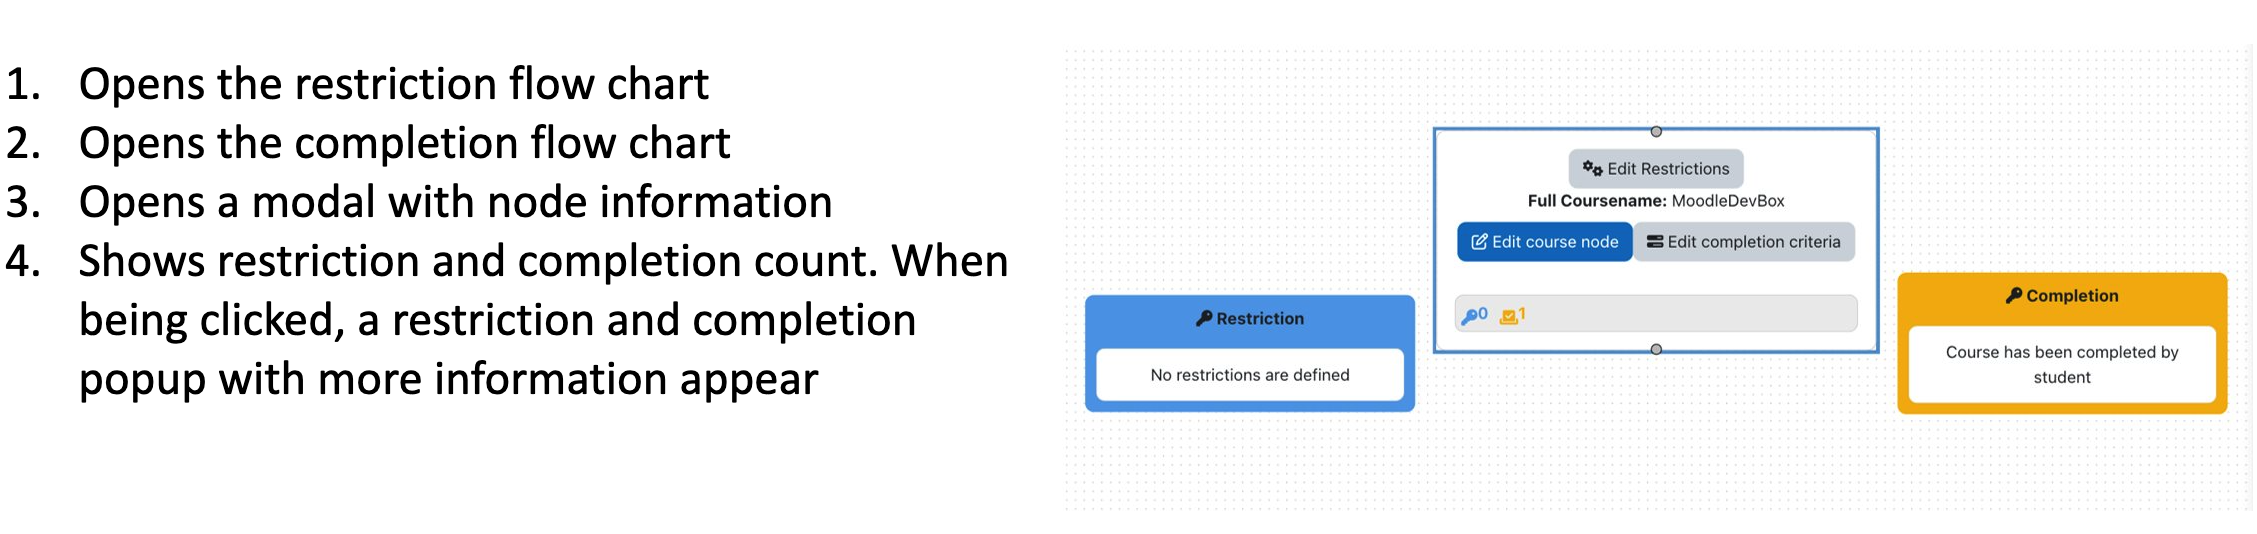 1. Opens the restriction flow chart
2. Opens the completion flow chart
3. Opens a modal with node information
4. Shows restriction and completion count. When
being clicked, a restriction and completion
popup with more information appear
Edit Restrictions
Full Coursename: MoodleDevBox
Edit course node
Edit completion criteria
0 1
Restriction
No restrictions are defined
Completion
Course has been completed by
student